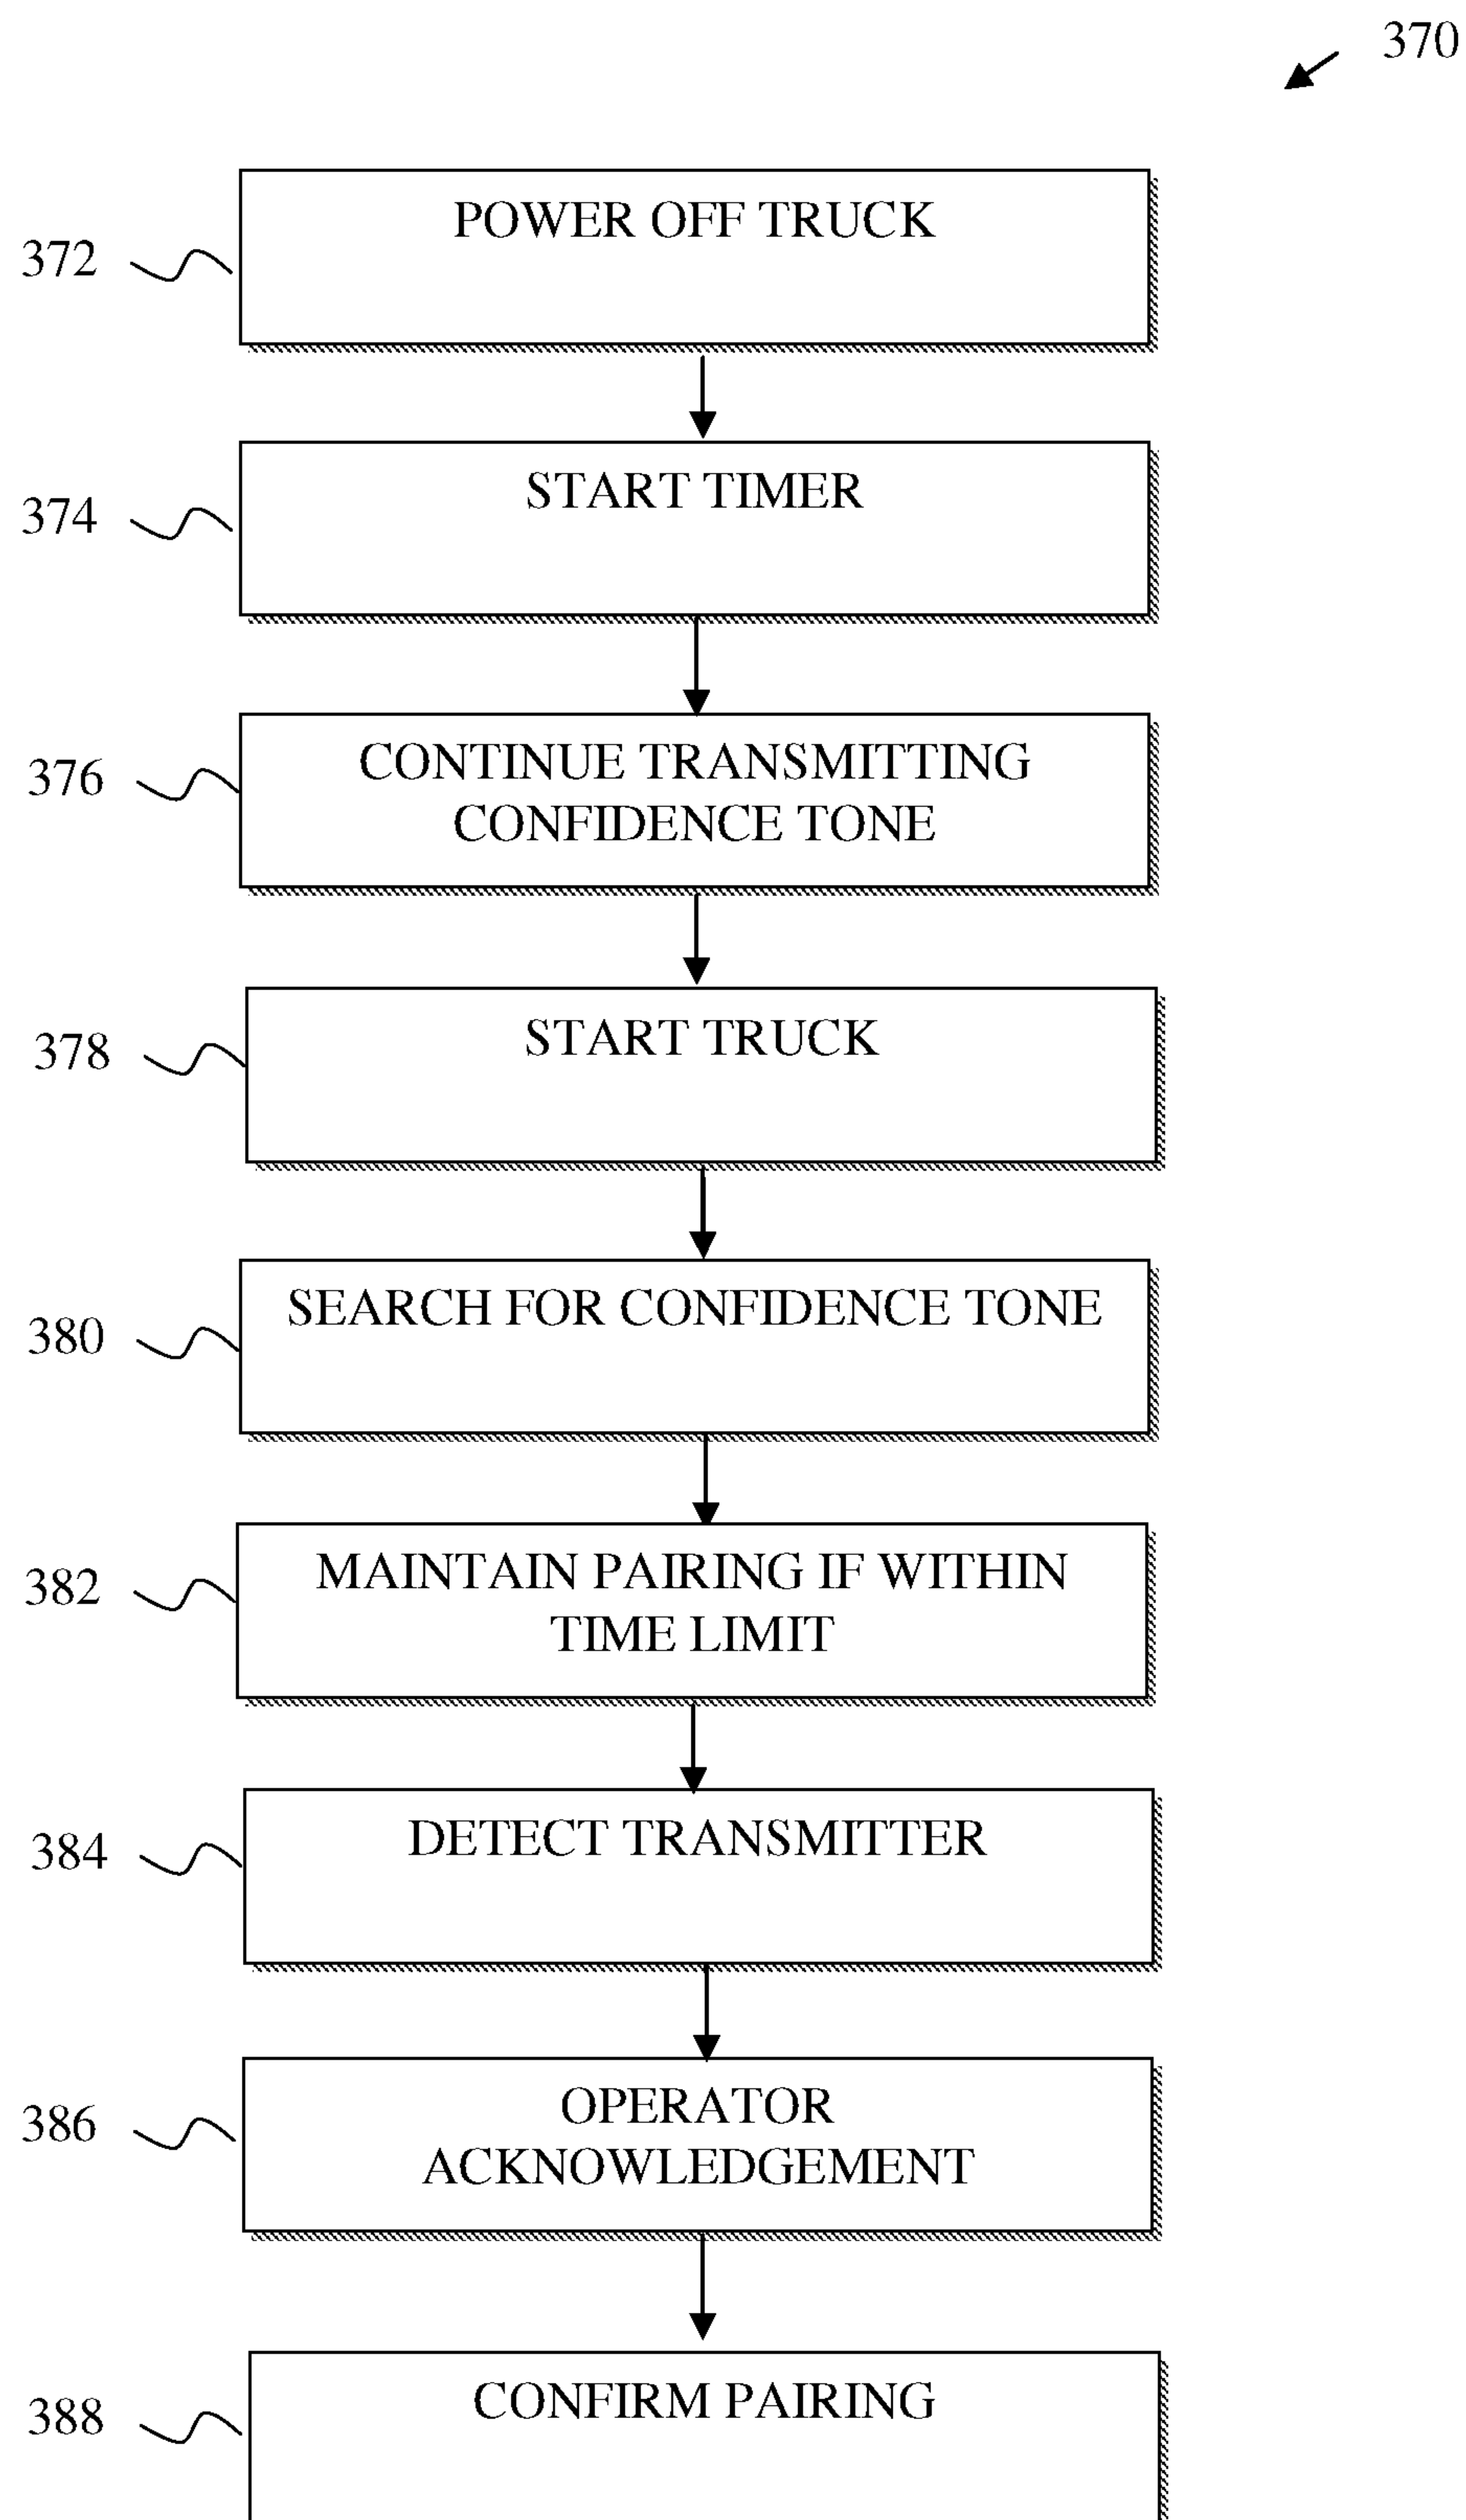 370
POWER OFF TRUCK
372
START TIMER
374
CONTINUE TRANSMITTING
376
CONFIDENCE TONE
START TRUCK
378
SEARCH FOR CONFIDENCE TONE
380
MAINTAIN PAIRING IF WITHIN
382
TIME LIMIT
DETECT TRANSMITTER
384
OPERATOR
386
ACKNOWLEDGEMENT
CONFIRM PAIRING
388